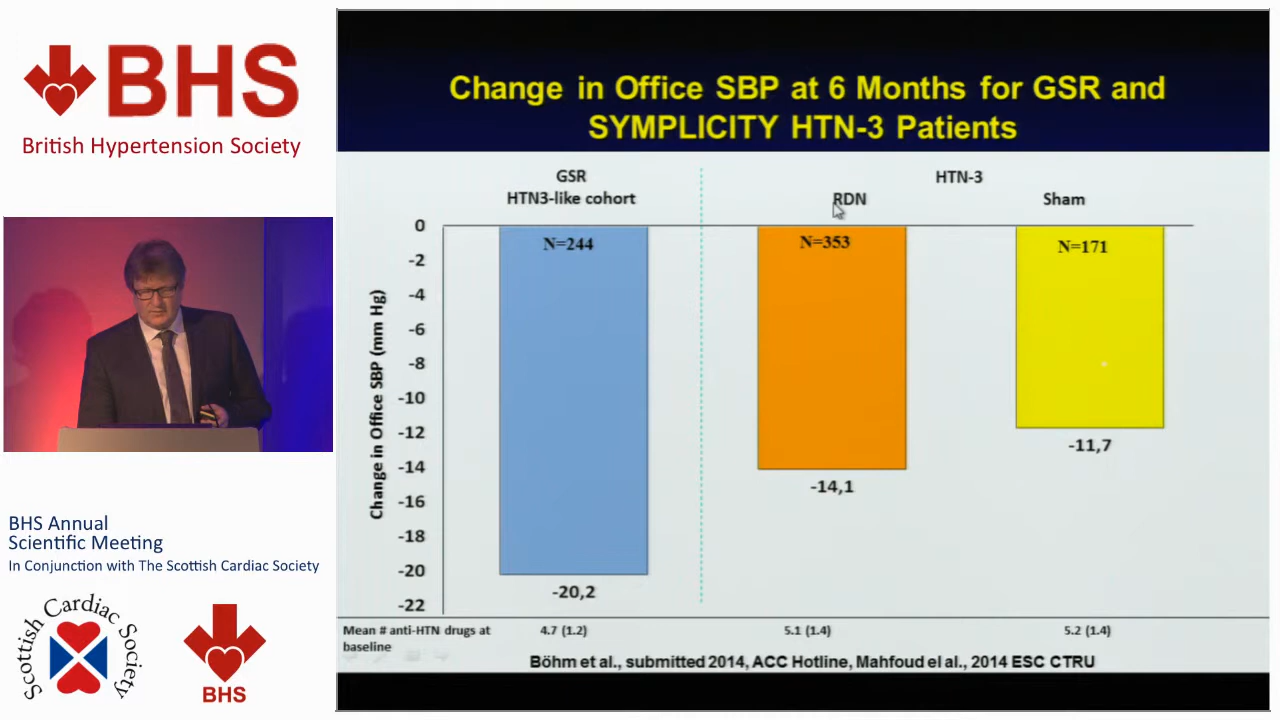 BHS
British Hypertension Society
BHS Annual
Scientific Meeting
In Conjunction with The Scottish Cardiac Society
Scottish Cardiac Society
BHS
Change in Office SBP at 6 Months for GSR and
SYMPLICITY HTN-3 Patients
GSR
HTN3-like cohort
HTN-3
RDN
Sham
Change in Office SBP (mm Hg)
0
-2
-4
-6
-8
-10
-12
-14
-16
-18
-20
-22
N=244
N=353
N=171
-20,2
-14,1
-11,7
Mean # anti-HTN drugs at
baseline
4.7 (1.2)
5.1 (1.4)
5.2 (1.4)
Böhm et al., submitted 2014, ACC Hotline, Mahfoud el al., 2014 ESC CTRU